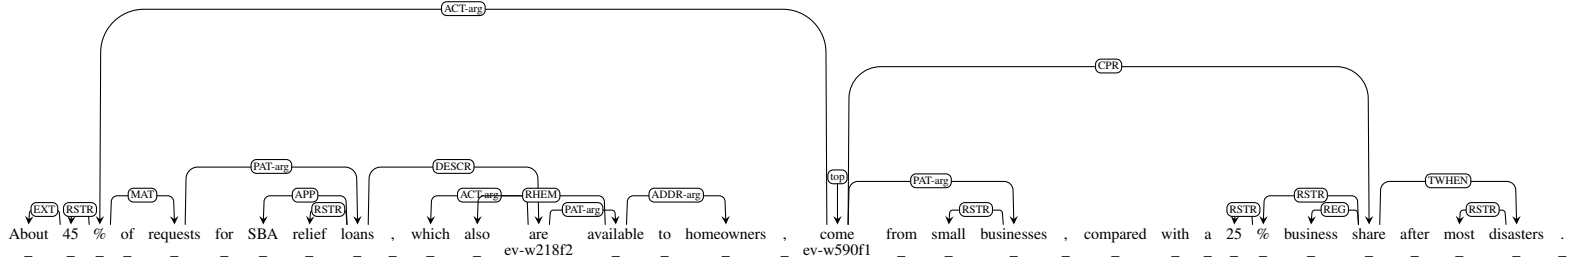 ACT-arg
CPR
PAT-arg DESCR top PAT-arg TWHEN
MAT APP ACT-arg RHEM ADDR-arg RSTR
EXT RSTR RSTR PAT-arg RSTR RSTR REG RSTR
About 45 % of requests for SBA relief loans , which also are available to homeowners , come from small businesses , compared with a 25 % business share after most disasters .
_ _ _ _ _ _ _ _ _ _ _ _ ev-w218f2 _ _ _ _ ev-w590f1 _ _ _ _ _ _ _ _ _ _ _ _ _ _ _